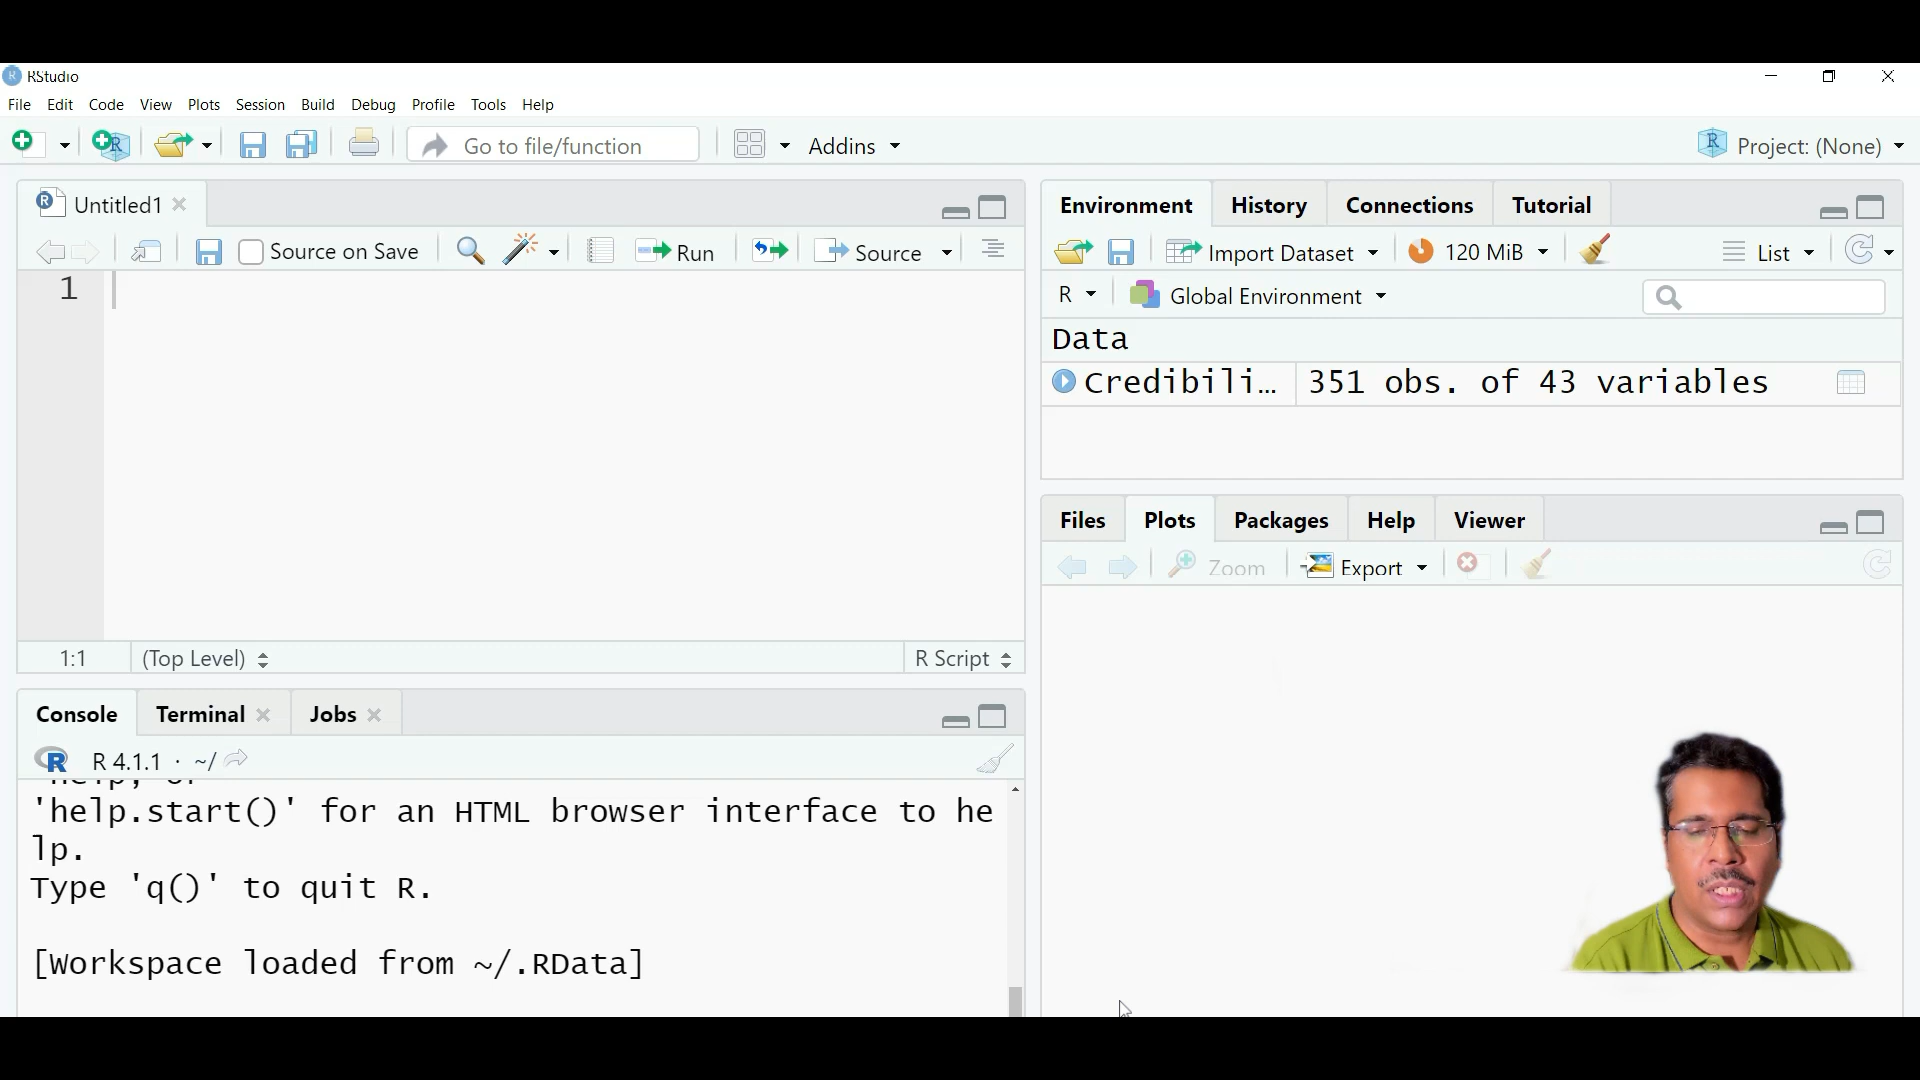 RStudio
File Edit Code View Plots Session Build Debug Profile Tools Help
Go to file/function Addins Project: (None)
Untitled1
Source on Save Run Source
1
1:1 (Top Level) R Script
Console Terminal Jobs
R 4.1.1 · ~/
'help.start()' for an HTML browser interface to he
lp.
Type 'q()' to quit R.
[Workspace loaded from ~/.RData]
Environment History Connections Tutorial
Import Dataset 120 MiB List
R Global Environment
Data
Credibili... 351 obs. of 43 variables
Files Plots Packages Help Viewer
Zoom Export